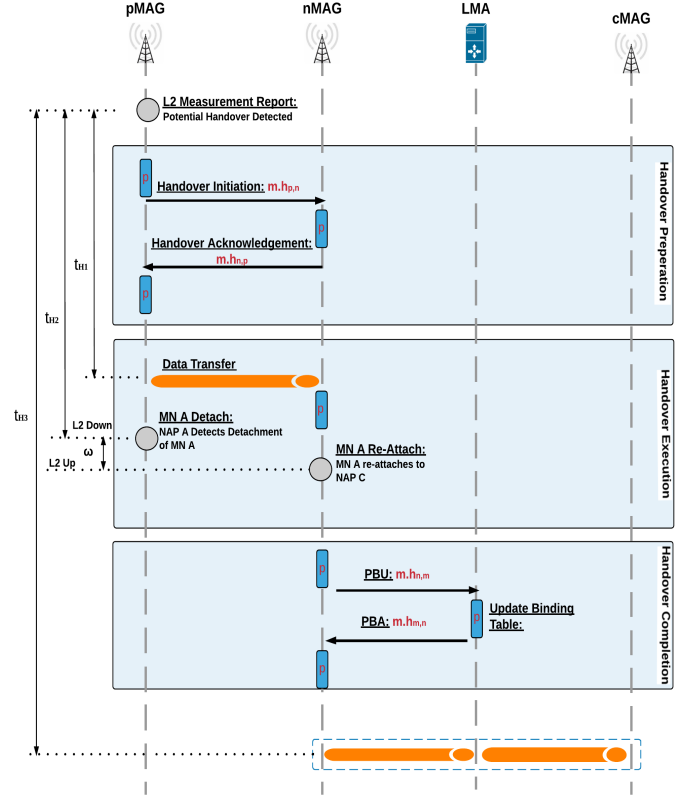 pMAG
nMAG
LMA
cMAG
L2 Measurement Report:
Potential Handover Detected
Handover Preperation
p
Handover Initiation: m.hp,n
p
Handover Acknowledgement:
m.hn,p
p
tH1
tH2
tH3
Handover Execution
Data Transfer
p
MN A Detach:
NAP A Detects Detachment
of MN A
L2 Down
ω
L2 Up
MN A Re-Attach:
MN A re-attaches to
NAP C
Handover Completion
p
PBU: m.hn,m
p
Update Binding
Table:
PBA: m.hm,n
p